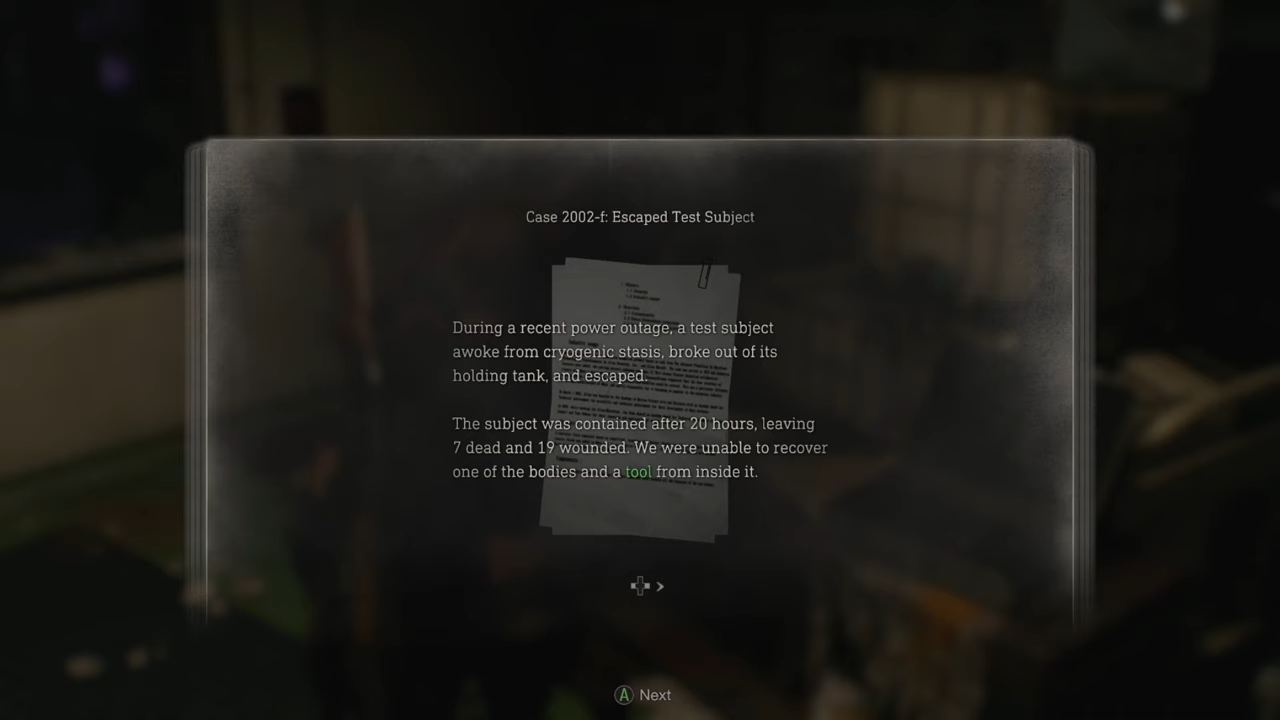 Case 2002-f: Escaped Test Subject
During a recent power outage, a test subject
awoke from cryogenic stasis, broke out of its
holding tank, and escaped.
The subject was contained after 20 hours, leaving
7 dead and 19 wounded. We were unable to recover
one of the bodies and a tool from inside it.
A Next